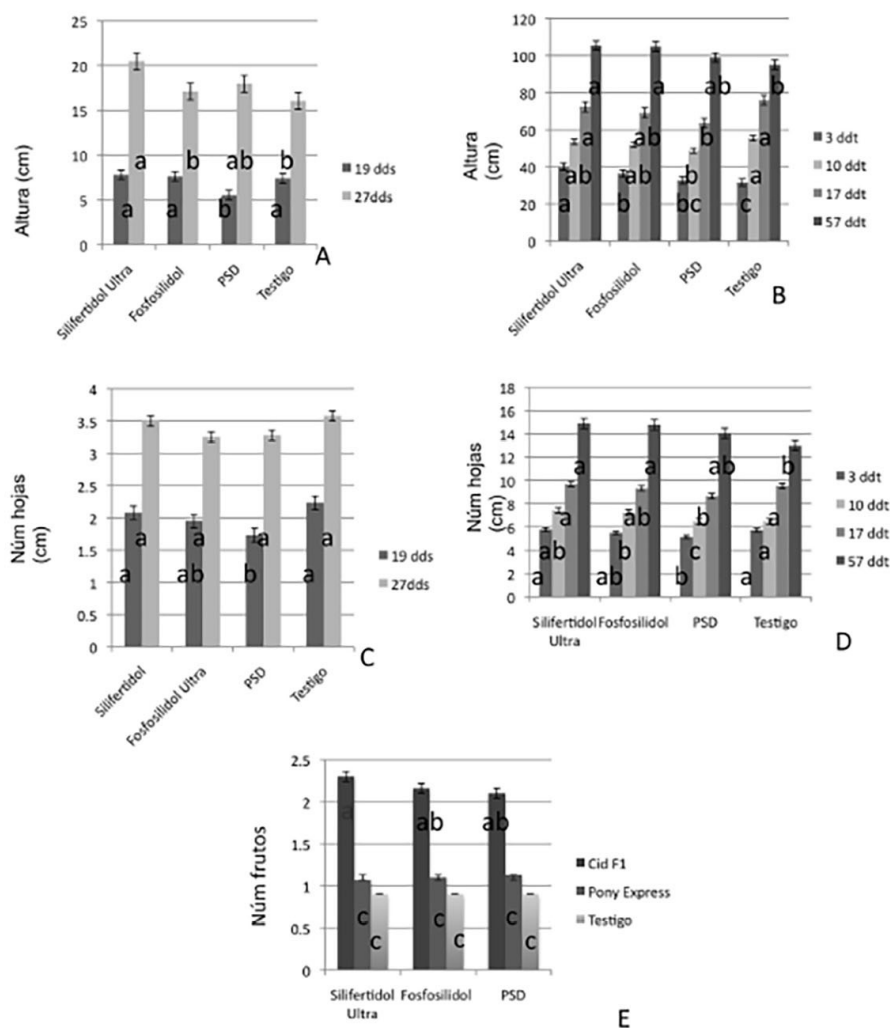 25
20
15
10
5
0
Altura (cm)
a b ab b
a a b a
19 dds
27dds
Silifertidol Ultra
Fosfosilidol
PSD
Testigo
A
120
100
80
60
40
20
0
Altura
(cm)
a a ab b
a ab b a
ab ab b a
a b bc c
3 ddt
10 ddt
17 ddt
57 ddt
Silifertidol Ultra
Fosfosilidol
PSD
Testigo
B
4
3.5
3
2.5
2
1.5
1
0.5
0
Núm hojas
(cm)
a a a a
a ab b a
19 dds
27dds
Silifertidol
Fosfosilidol Ultra
PSD
Testigo
C
18
16
14
12
10
8
6
4
2
0
Núm hojas
(cm)
a a ab b
a ab b a
ab b c a
a ab b a
3 ddt
10 ddt
17 ddt
57 ddt
Silifertidol
Ultra
Fosfosilidol
PSD
Testigo
D
2.5
2
1.5
1
0.5
0
Núm frutos
a ab ab
c c c
c c c
Cid F1
Pony Express
Testigo
Silifertidol
Ultra
Fosfosilidol
PSD
E